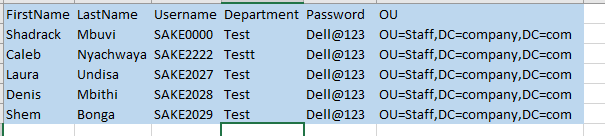 FirstName LastName Username Department Password OU
Shadrack Mbuvi SAKE0000 Test Dell@123 OU=Staff,DC=company,DC=com
Caleb Nyachwaya SAKE2222 Testt Dell@123 OU=Staff,DC=company,DC=com
Laura Undisa SAKE2027 Test Dell@123 OU=Staff,DC=company,DC=com
Denis Mbithi SAKE2028 Test Dell@123 OU=Staff,DC=company,DC=com
Shem Bonga SAKE2029 Test Dell@123 OU=Staff,DC=company,DC=com